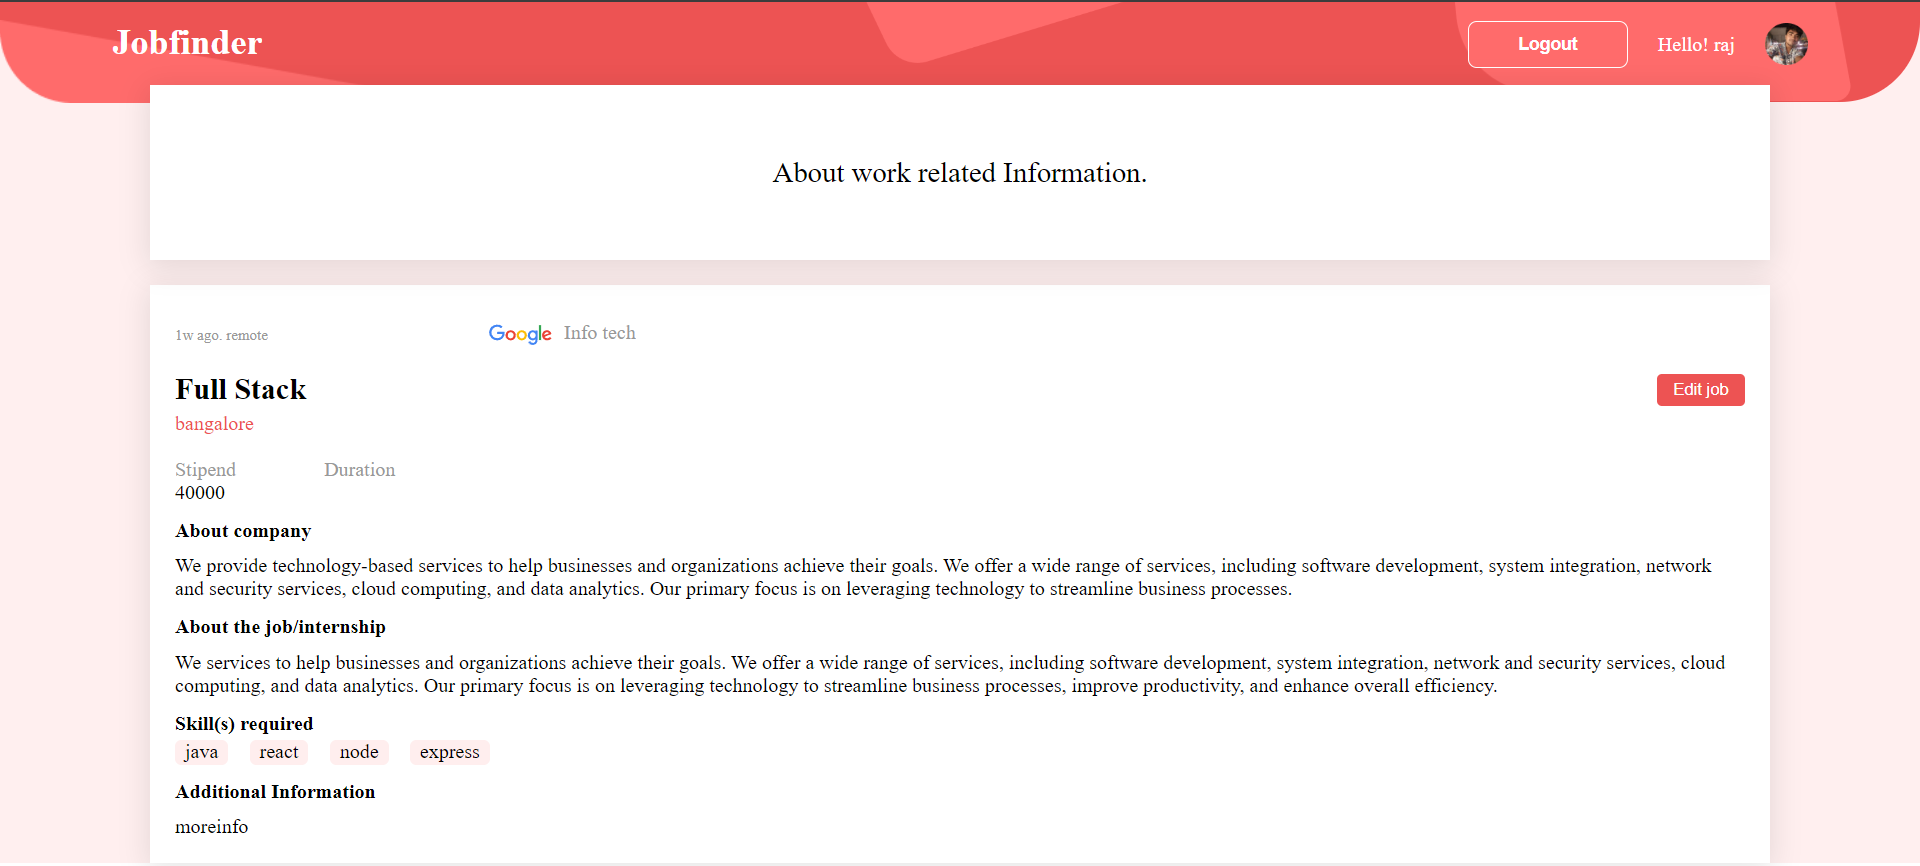 Jobfinder
Logout
Hello! raj
About work related Information.
1w ago. remote
Google Info tech
Full Stack
Edit job
bangalore
Stipend Duration
40000
About company
We provide technology-based services to help businesses and organizations achieve their goals. We offer a wide range of services, including software development, system integration, network
and security services, cloud computing, and data analytics. Our primary focus is on leveraging technology to streamline business processes.
About the job/internship
We services to help businesses and organizations achieve their goals. We offer a wide range of services, including software development, system integration, network and security services, cloud
computing, and data analytics. Our primary focus is on leveraging technology to streamline business processes, improve productivity, and enhance overall efficiency.
Skill(s) required
java react node express
Additional Information
moreinfo